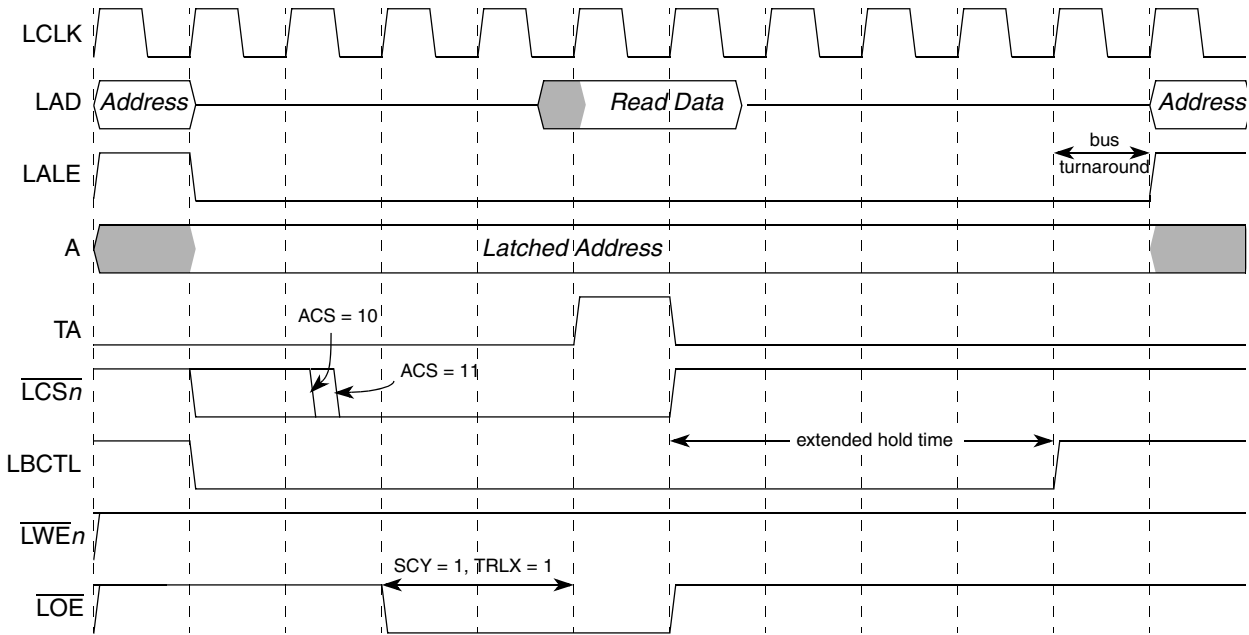 LCLK
LAD Address Read Data Address
bus
LALE turnaround
A Latched Address
ACS = 10
TA
ACS = 11
LCSn
extended hold time
LBCTL
LWEn
SCY = 1, TRLX = 1
LOE